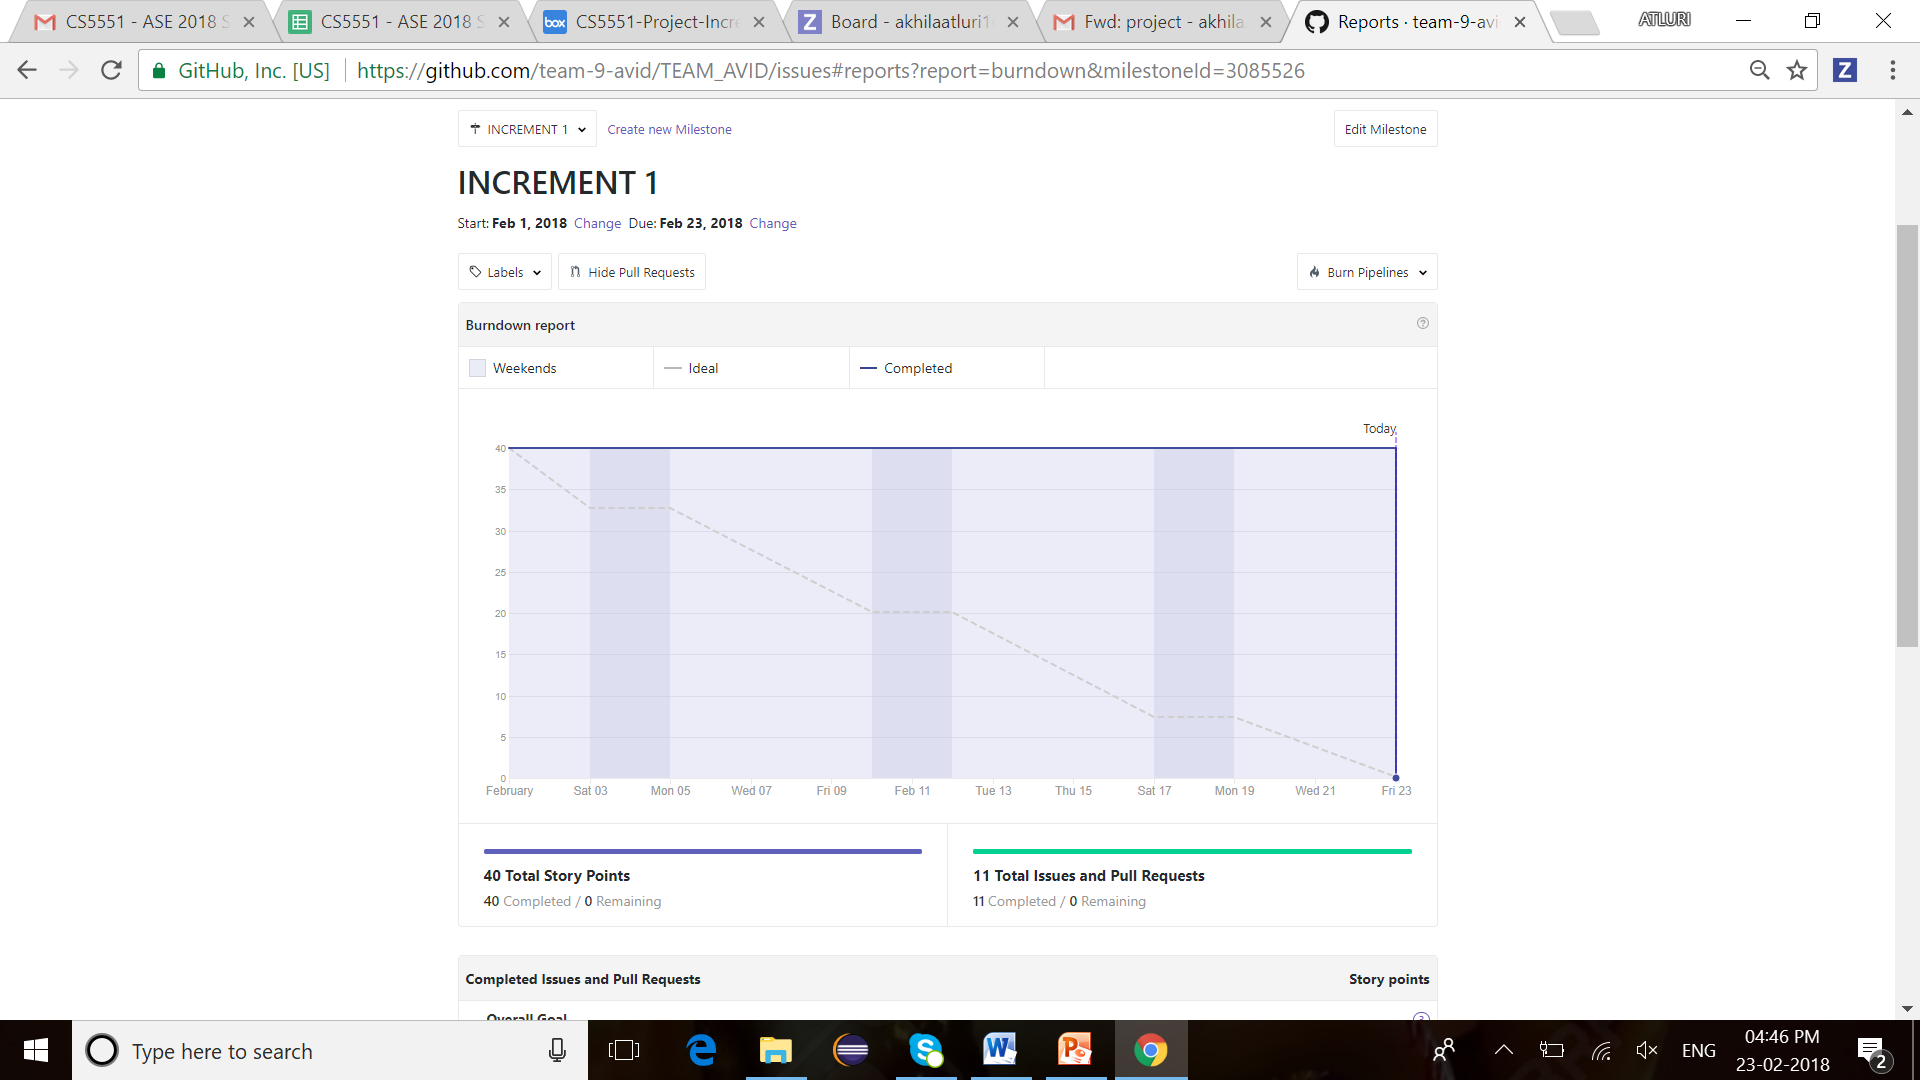 CS5551 - ASE 2018 S
CS5551 - ASE 2018 S
box CS5551-Project-Incre
Z Board - akhilaatluri1
Fwd: project - akhila
Reports · team-9-avi
ATLURI
GitHub, Inc. [US] https://github.com/team-9-avid/TEAM_AVID/issues#reports?report=burndown&milestoneId=3085526 Z
INCREMENT 1 Create new Milestone Edit Milestone
INCREMENT 1
Start: Feb 1, 2018 Change Due: Feb 23, 2018 Change
Labels Hide Pull Requests Burn Pipelines
Burndown report ?
Weekends Ideal Completed
Today
40
35
30
25
20
15
10
5
0
February Sat 03 Mon 05 Wed 07 Fri 09 Feb 11 Tue 13 Thu 15 Sat 17 Mon 19 Wed 21 Fri 23
40 Total Story Points
40 Completed / 0 Remaining
11 Total Issues and Pull Requests
11 Completed / 0 Remaining
Completed Issues and Pull Requests Story points
Overall Goal
Type here to search
ENG
04:46 PM
23-02-2018
2